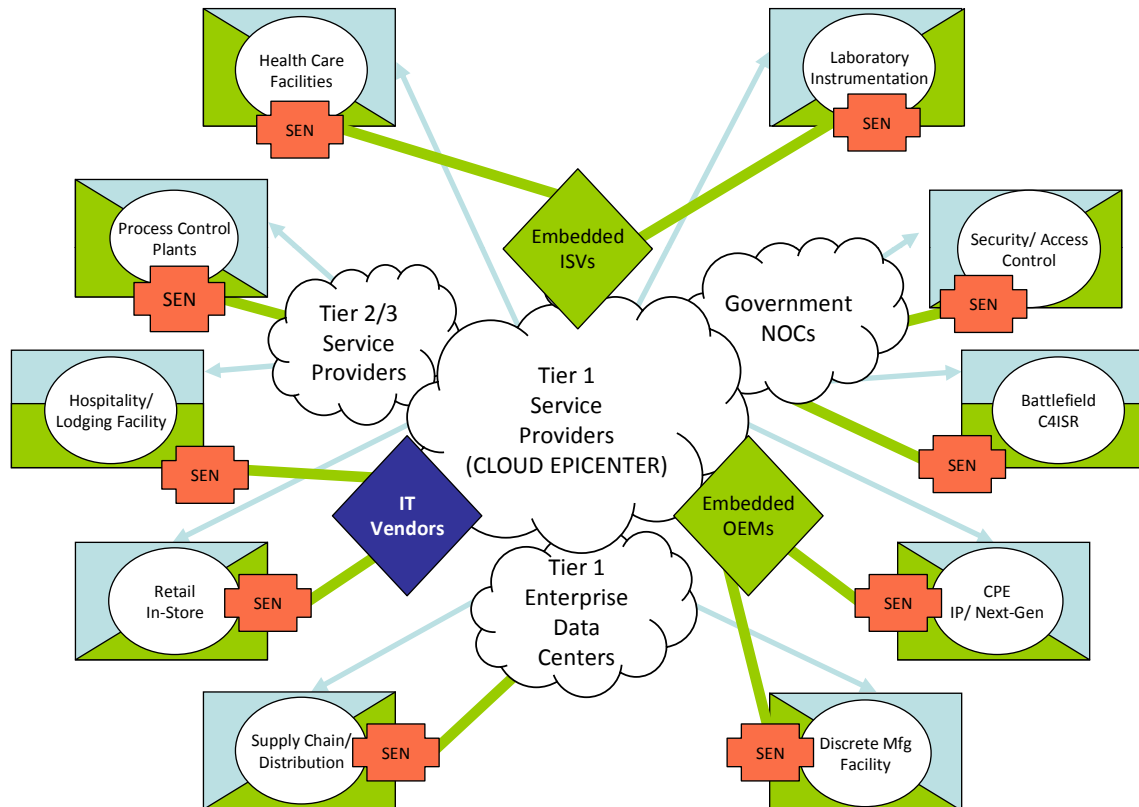 Health Care
Facilities
SEN
Laboratory
Instrumentation
SEN
Process Control
Plants
SEN
Embedded
ISVs
Security/ Access
Control
SEN
Tier 2/3
Service
Providers
Government
NOCs
Hospitality/
Lodging Facility
SEN
Tier 1
Service
Providers
(CLOUD EPICENTER)
Battlefield
C4ISR
SEN
IT
Vendors
Embedded
OEMs
Retail
In-Store
SEN
Tier 1
Enterprise
Data
Centers
SEN
CPE
IP/ Next-Gen
Supply Chain/
Distribution
SEN
SEN
Discrete Mfg
Facility